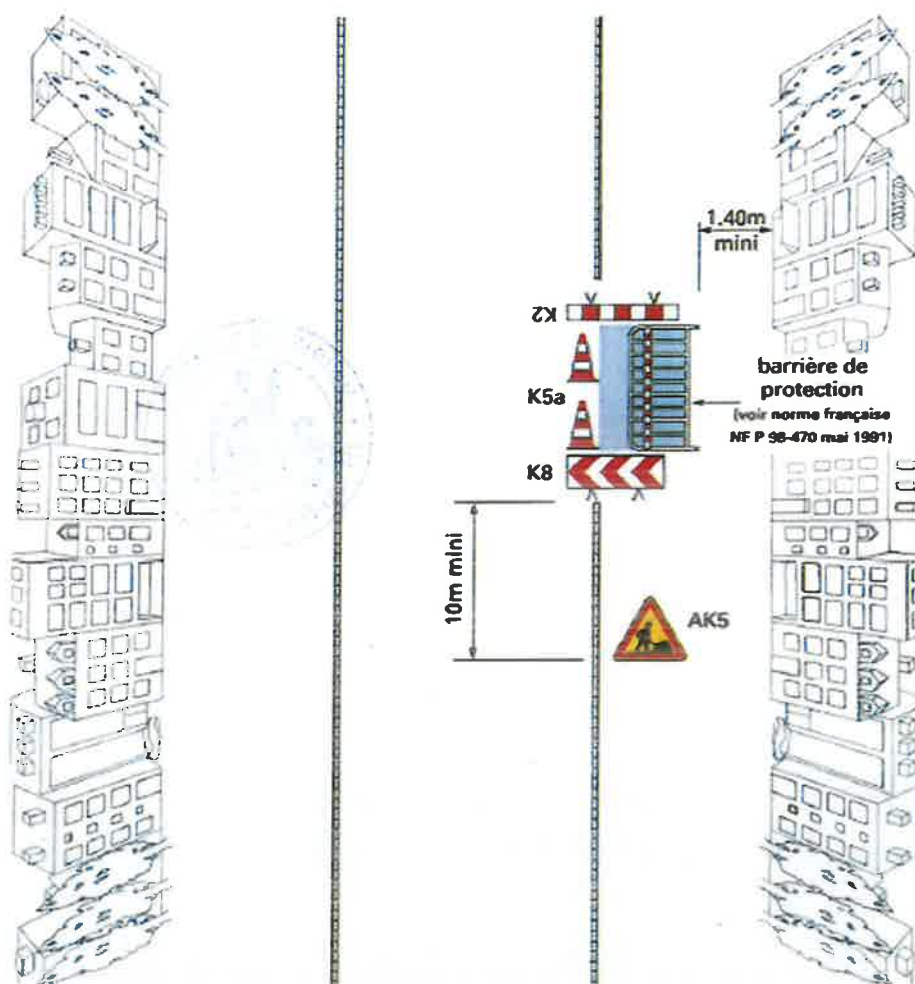 1.40m
mini
K2
K5a
barrière de
protection
(voir norme française
NF P 98-470 mai 1991)
K8
10m mini
AK5